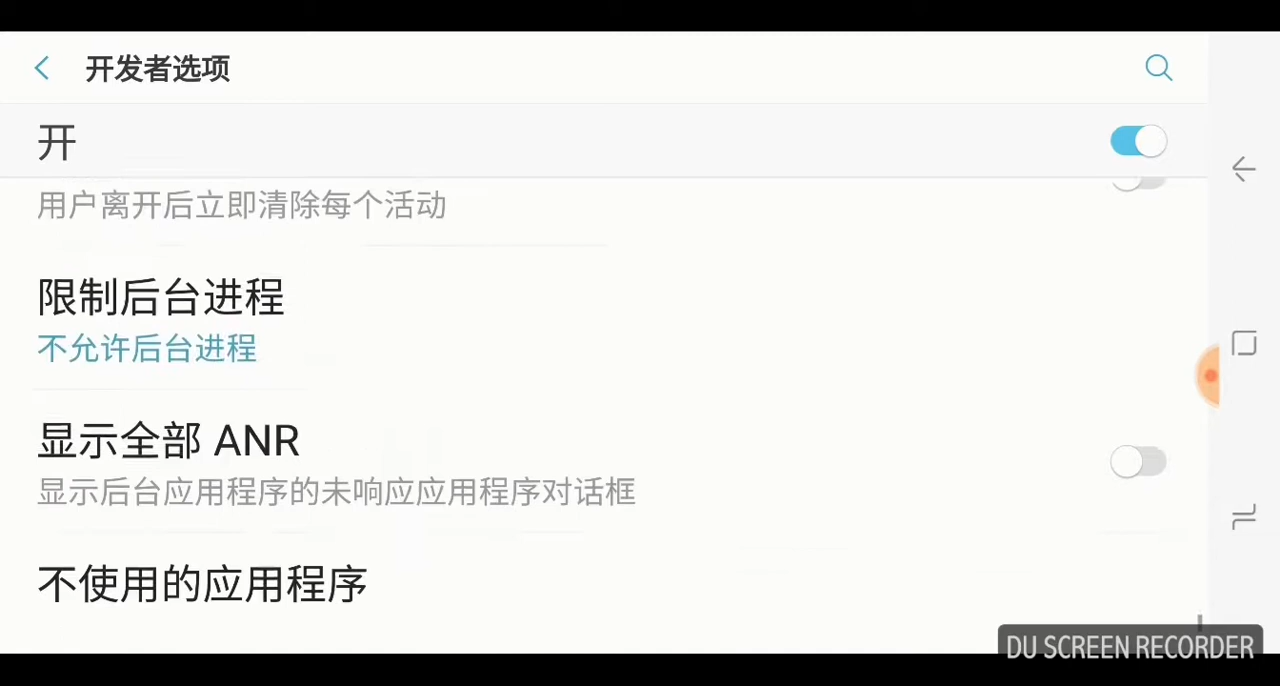 开发者选项
开
用户离开后立即清除每个活动
限制后台进程
不允许后台进程
显示全部 ANR
显示后台应用程序的未响应应用程序对话框
不使用的应用程序
DU SCREEN RECORDER